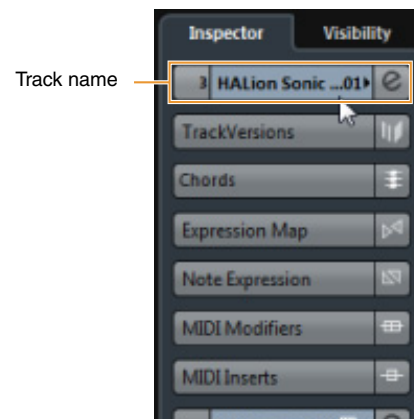 Inspector Visibility
Track name
3 HALion Sonic ...01 e
TrackVersions
Chords
Expression Map
Note Expression
MIDI Modifiers
MIDI Inserts